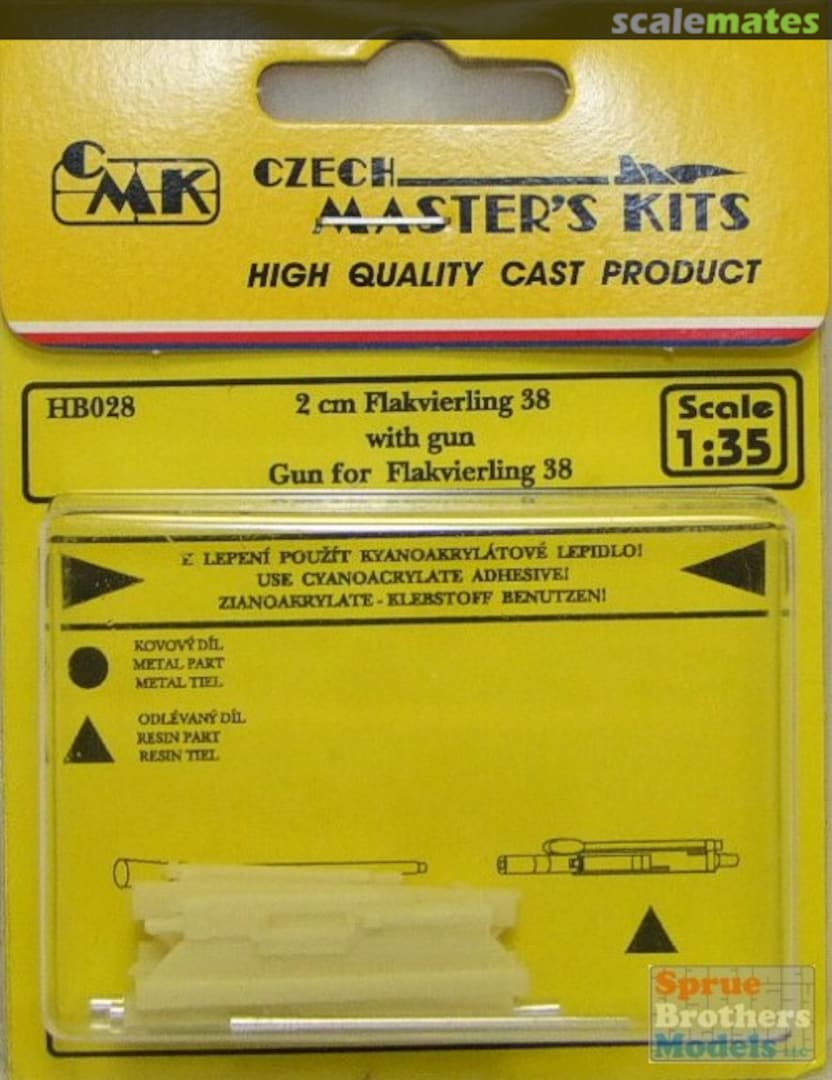 scalemates
CMK
CZECH
MASTER'S KITS
HIGH QUALITY CAST PRODUCT
HB028
2 cm Flakvierling 38
with gun
Gun for Flakvierling 38
Scale
1:35
K LEPENÍ POUŽÍT KYANOAKRYLÁTOVÉ LEPIDLO!
USE CYANOACRYLATE ADHESIVE!
ZIANOAKRYLATE - KLEBSTOFF BENUTZEN!
KOVOVÝ DÍL
METAL PART
METAL TIEL
ODLÉVANÝ DÍL
RESIN PART
RESIN TIEL
Sprue
Brothers
Models LLC